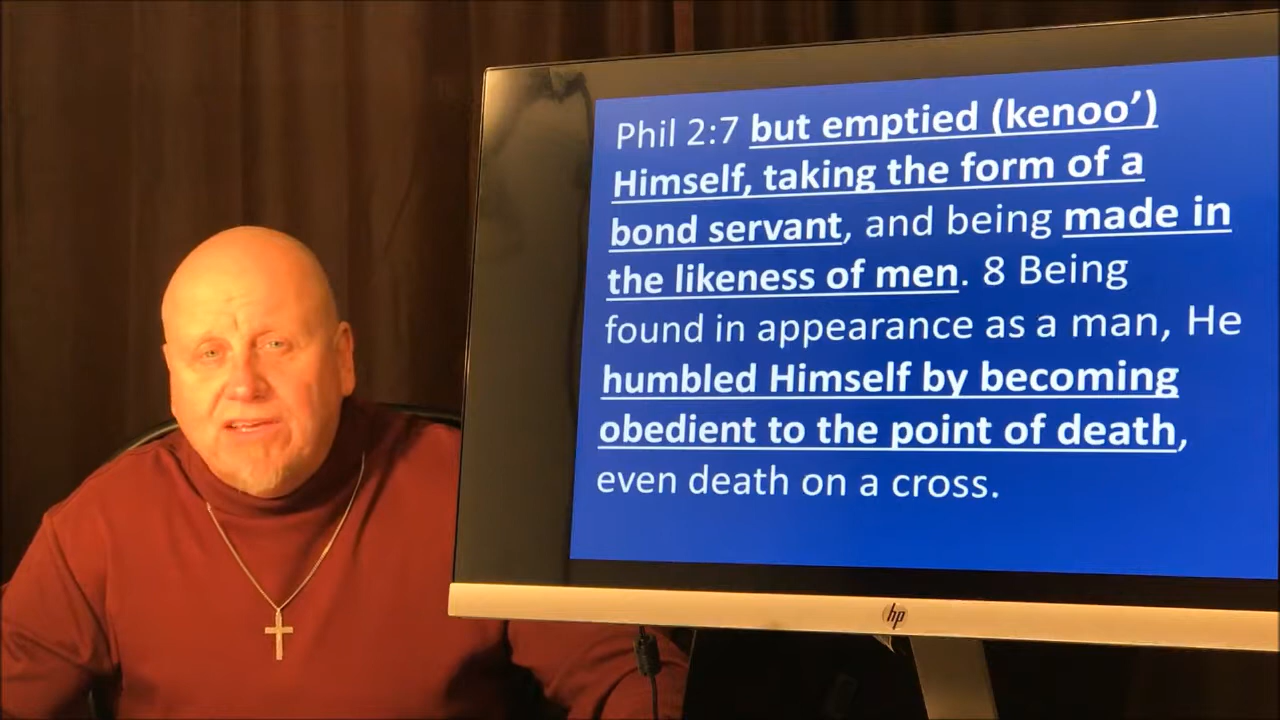 Phil 2:7 but emptied (kenoo’)
Himself, taking the form of a
bond servant, and being made in
the likeness of men. 8 Being
found in appearance as a man, He
humbled Himself by becoming
obedient to the point of death,
even death on a cross.
hp